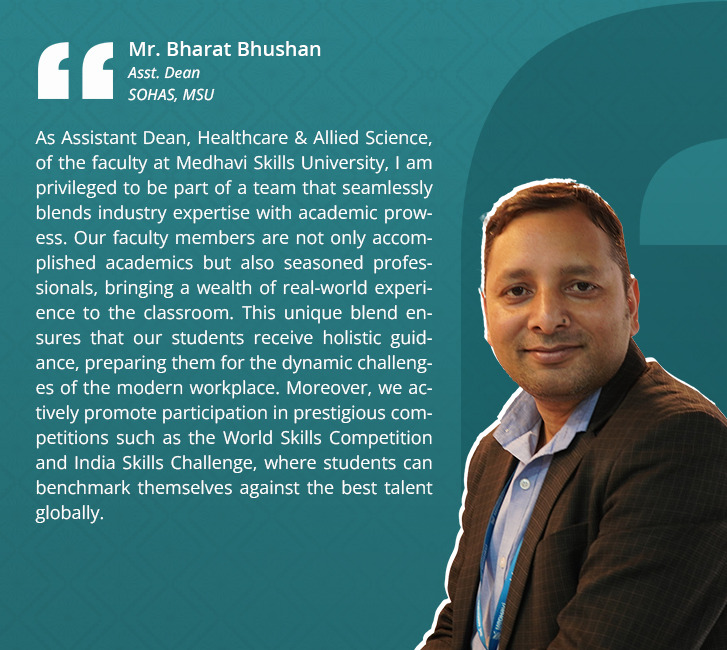 Mr. Bharat Bhushan
Asst. Dean
SOHAS, MSU
As Assistant Dean, Healthcare & Allied Science,
of the faculty at Medhavi Skills University, I am
privileged to be part of a team that seamlessly
blends industry expertise with academic prow-
ess. Our faculty members are not only accom-
plished academics but also seasoned profes-
sionals, bringing a wealth of real-world experi-
ence to the classroom. This unique blend en-
sures that our students receive holistic guid-
ance, preparing them for the dynamic challeng-
es of the modern workplace. Moreover, we ac-
tively promote participation in prestigious com-
petitions such as the World Skills Competition
and India Skills Challenge, where students can
benchmark themselves against the best talent
globally.